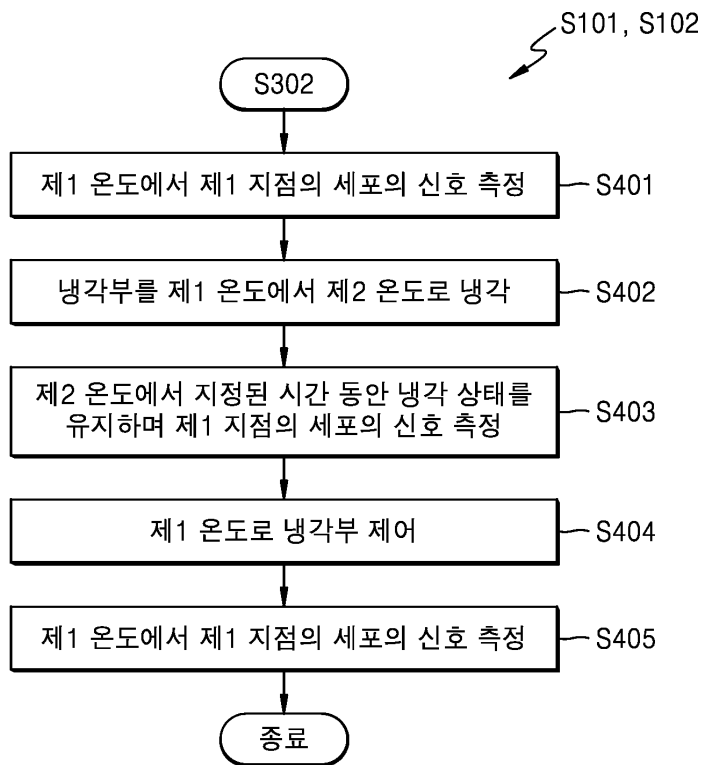 S101, S102
S302
제1 온도에서 제1 지점의 세포의 신호 측정
S401
냉각부를 제1 온도에서 제2 온도로 냉각
S402
제2 온도에서 지정된 시간 동안 냉각 상태를
유지하며 제1 지점의 세포의 신호 측정
S403
제1 온도로 냉각부 제어
S404
제1 온도에서 제1 지점의 세포의 신호 측정
S405
종료